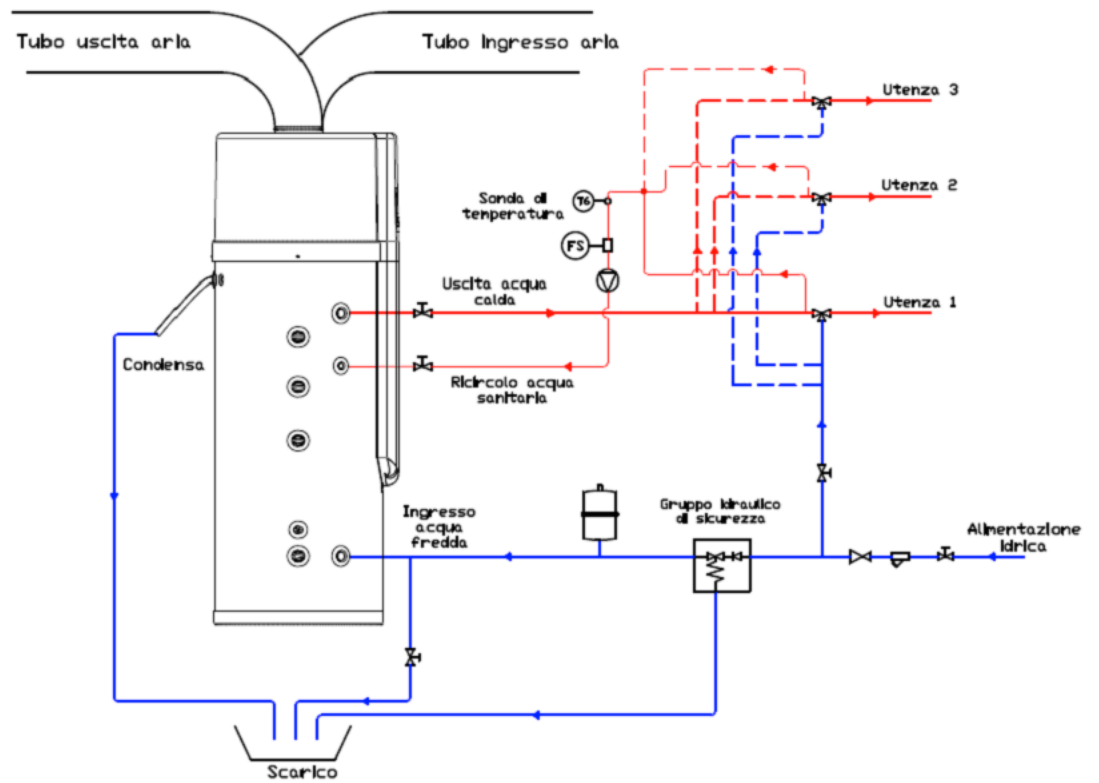 Tubo uscita aria
Tubo ingresso aria
Utenza 3
Utenza 2
Sonda di
temperatura
T6
FS
Uscita acqua
calda
Utenza 1
Condensa
Ricircolo acqua
sanitaria
Ingresso
acqua
fredda
Gruppo idraulico
di sicurezza
Alimentazione
idrica
Scarico